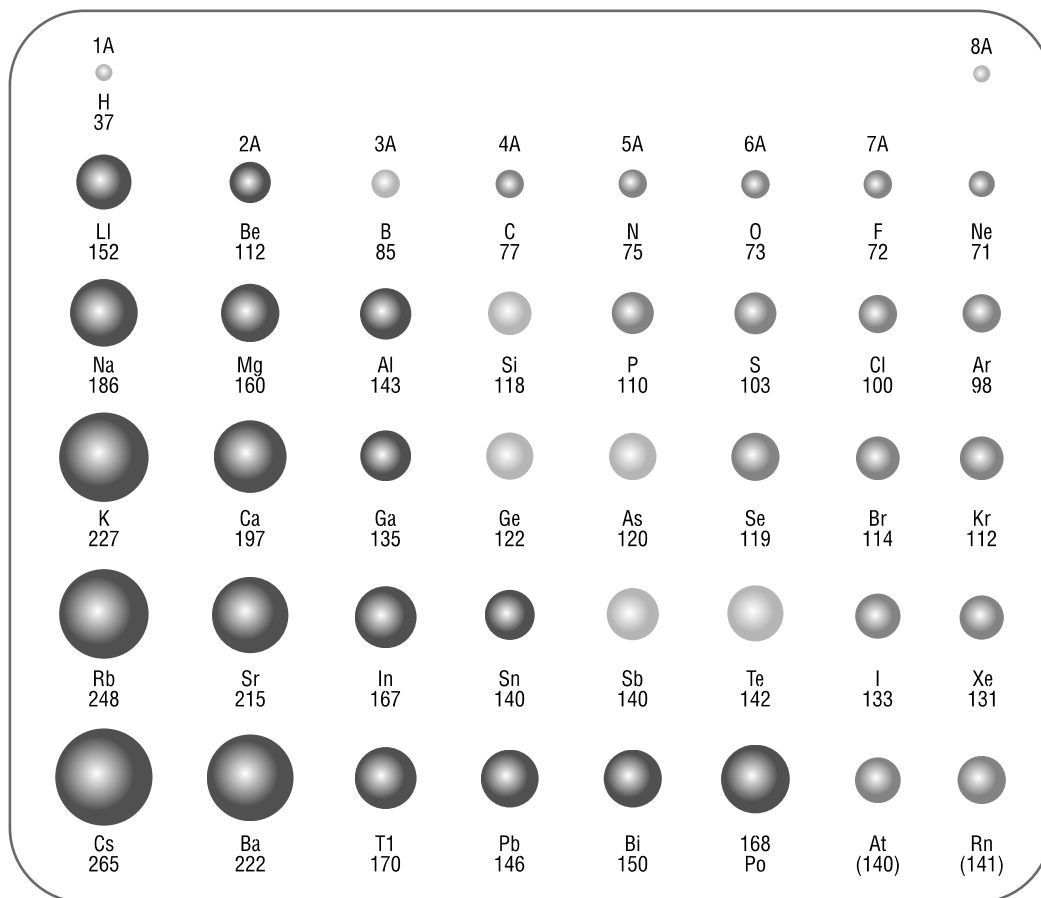 1A 8A
H
37
2A 3A 4A 5A 6A 7A
LI Be B C N O F Ne
152 112 85 77 75 73 72 71
Na Mg Al Si P S Cl Ar
186 160 143 118 110 103 100 98
K Ca Ga Ge As Se Br Kr
227 197 135 122 120 119 114 112
Rb Sr In Sn Sb Te I Xe
248 215 167 140 140 142 133 131
Cs Ba T1 Pb Bi 168 At Rn
265 222 170 146 150 Po (140) (141)